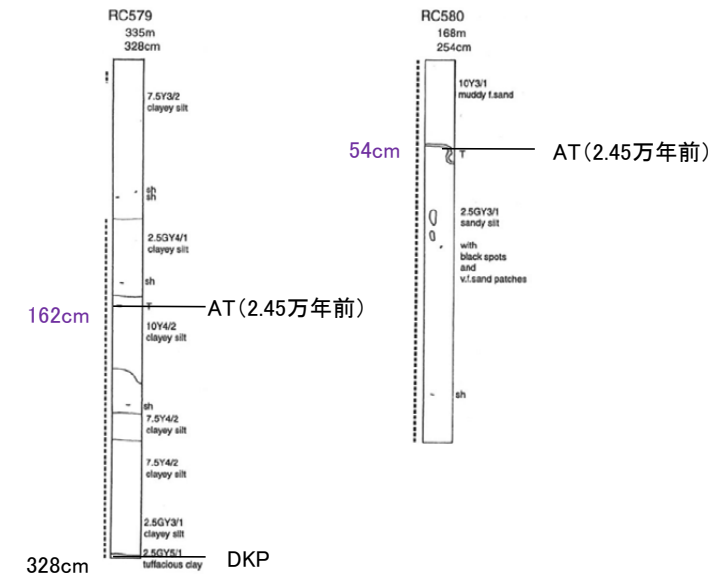 RC579
335m
328cm
7.5Y3/2
clayey silt
sh
sh
2.5GY4/1
clayey silt
sh
162cm
T
AT(2.45万年前)
10Y4/2
clayey silt
sh
7.5Y4/2
clayey silt
7.5Y4/2
clayey silt
2.5GY3/1
clayey silt
2.5GY5/1
tuffacious clay
328cm
DKP
RC580
168m
254cm
10Y3/1
muddy f.sand
54cm
T
AT(2.45万年前)
2.5GY3/1
sandy silt
with
black spots
and
v.f.sand patches
sh